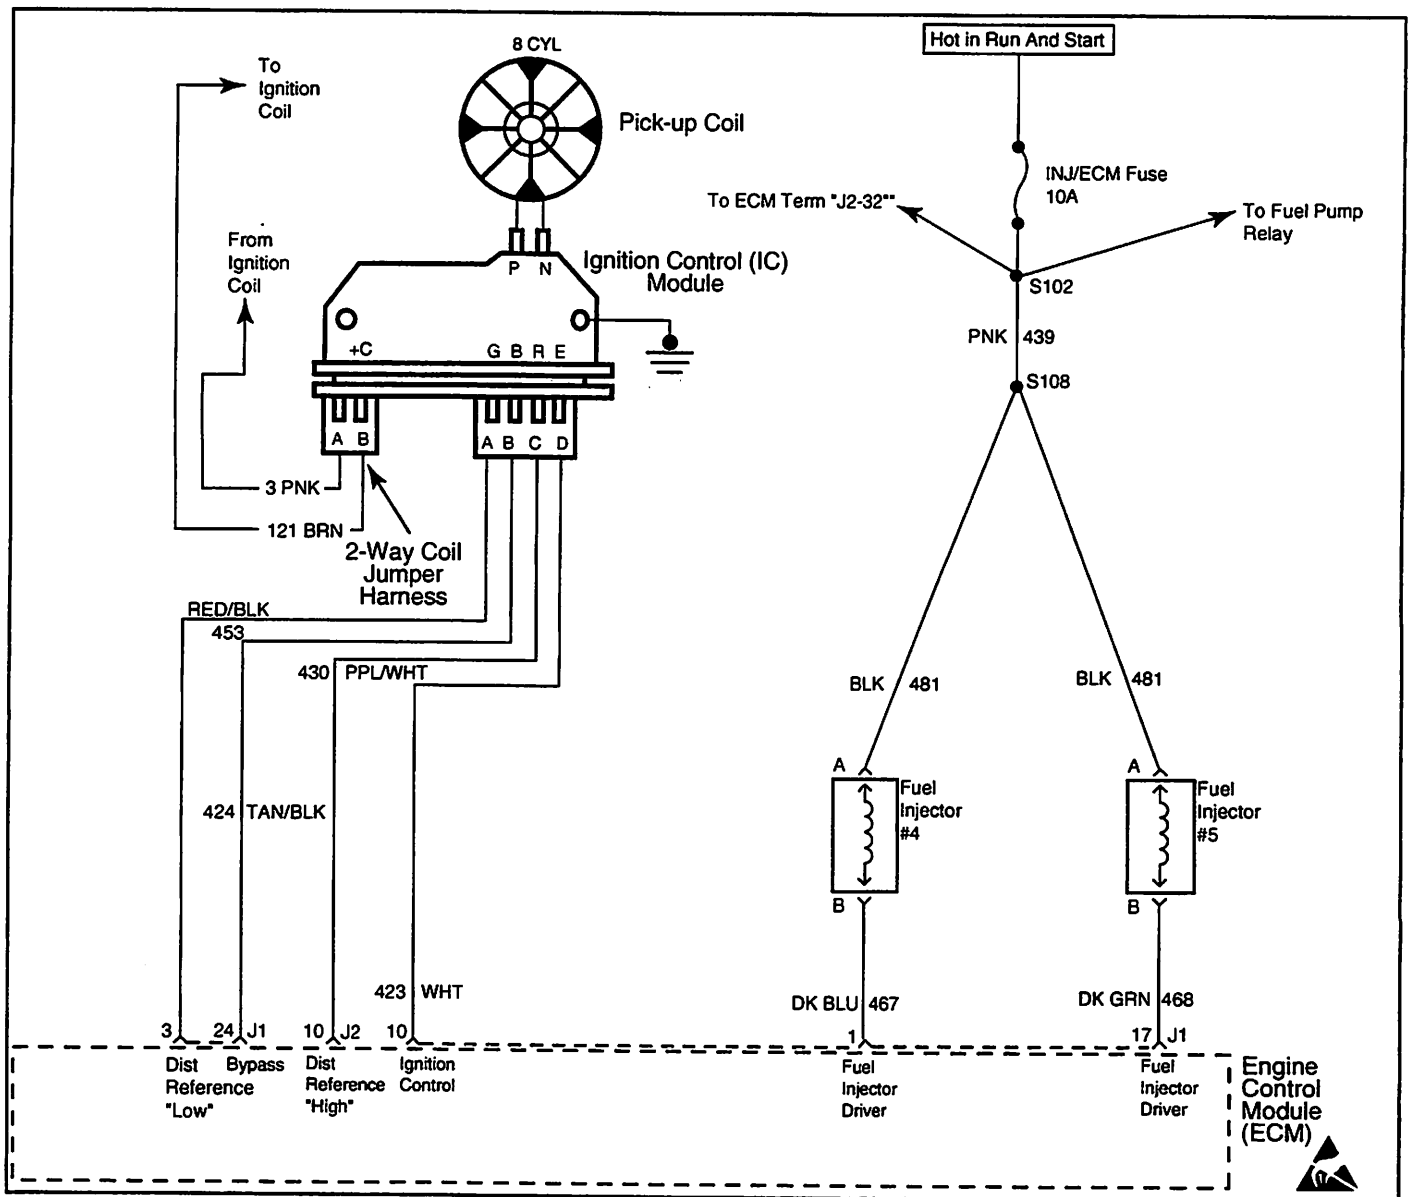 8 CYL
Hot in Run And Start
To
Ignition
Coil
Pick-up Coil
INJ/ECM Fuse
10A
To ECM Term "J2-32""
To Fuel Pump
Relay
From
Ignition
Coil
P N
Ignition Control (IC)
Module
S102
+C
G B R E
PNK 439
S108
A B
A B C D
3 PNK
121 BRN
2-Way Coil
Jumper
Harness
RED/BLK
453
430 PPL/WHT
BLK 481
BLK 481
A
Fuel
Injector
#4
B
A
Fuel
Injector
#5
B
424 TAN/BLK
423 WHT
DK BLU 467
DK GRN 468
3 24 J1 10 J2 10 1 17 J1
Dist
Reference
"Low"
Bypass
Dist
Reference
"High"
Ignition
Control
Fuel
Injector
Driver
Fuel
Injector
Driver
Engine
Control
Module
(ECM)